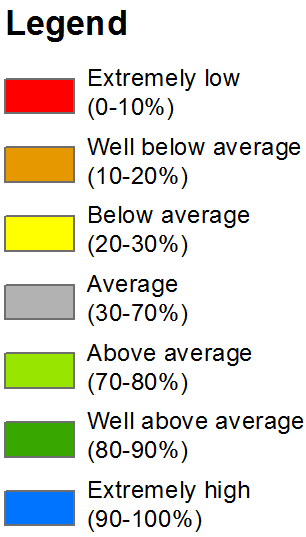 Legend
Extremely low
(0-10%)
Well below average
(10-20%)
Below average
(20-30%)
Average
(30-70%)
Above average
(70-80%)
Well above average
(80-90%)
Extremely high
(90-100%)